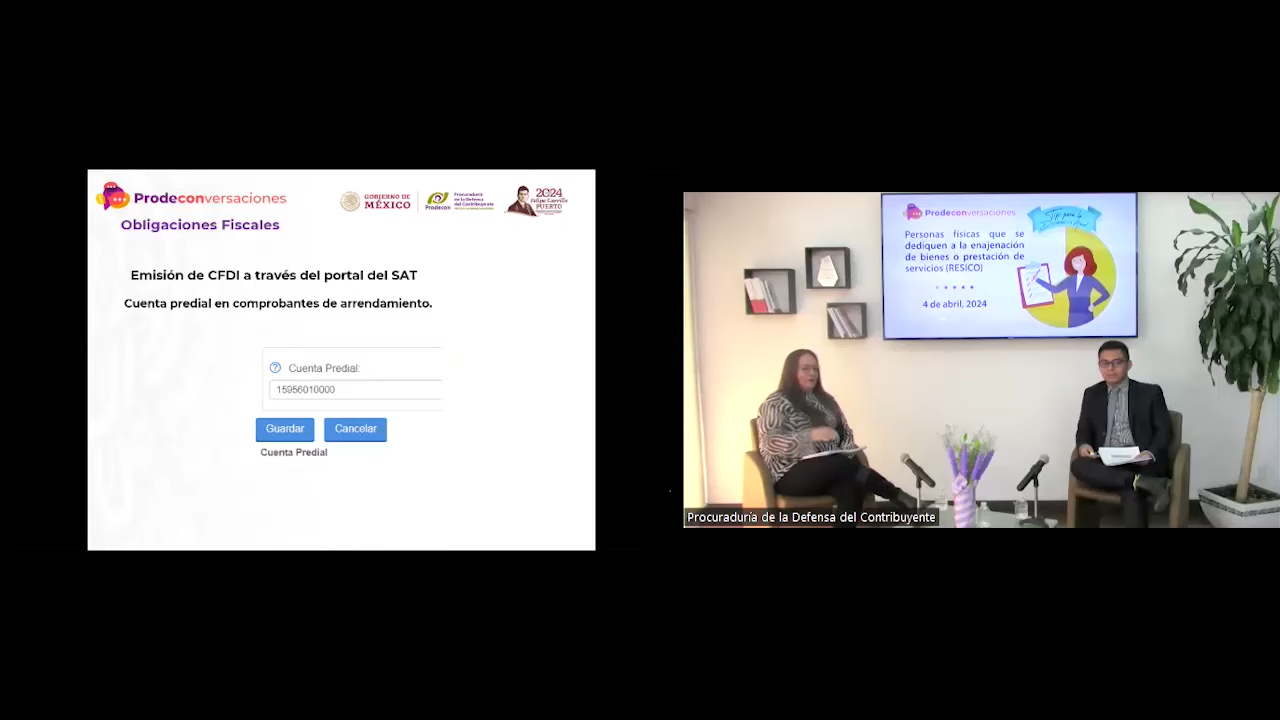 Prodeconversaciones
GOBIERNO DE
MÉXICO
Prodecon
Procuraduría
de la Defensa
del Contribuyente
2024
Felipe Carrillo
PUERTO
Obligaciones Fiscales
Emisión de CFDI a través del portal del SAT
Cuenta predial en comprobantes de arrendamiento.
Cuenta Predial:
15956010000
Guardar
Cancelar
Cuenta Predial
Prodeconversaciones
Personas físicas que se
dediquen a la enajenación
de bienes o prestación de
servicios (RESICO)
4 de abril, 2024
Procuraduría de la Defensa del Contribuyente